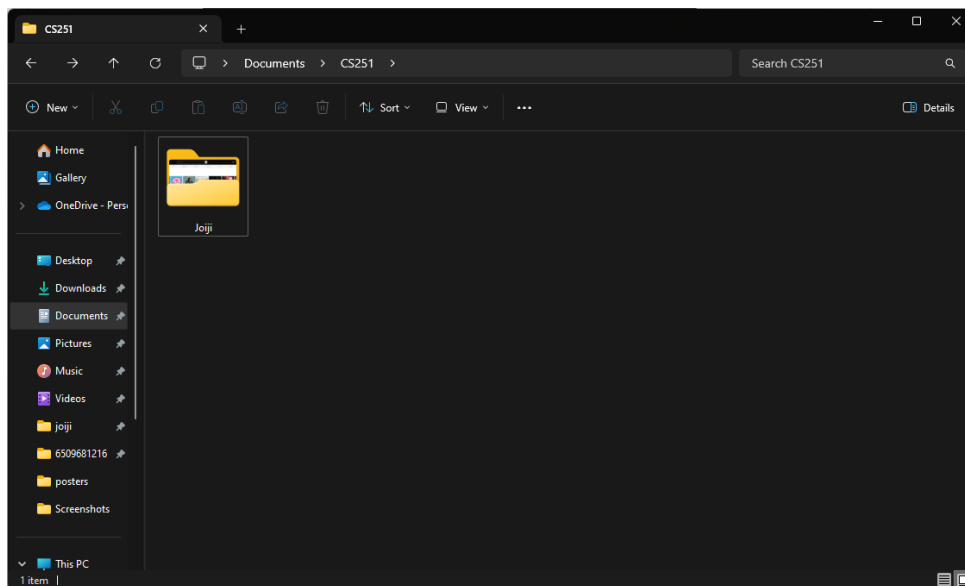 CS251
Documents > CS251 >
Search CS251
New
Sort
View
Details
Home
Gallery
OneDrive - Pers
Desktop
Downloads
Documents
Pictures
Music
Videos
joiji
6509681216
posters
Screenshots
This PC
Joiji
1 item